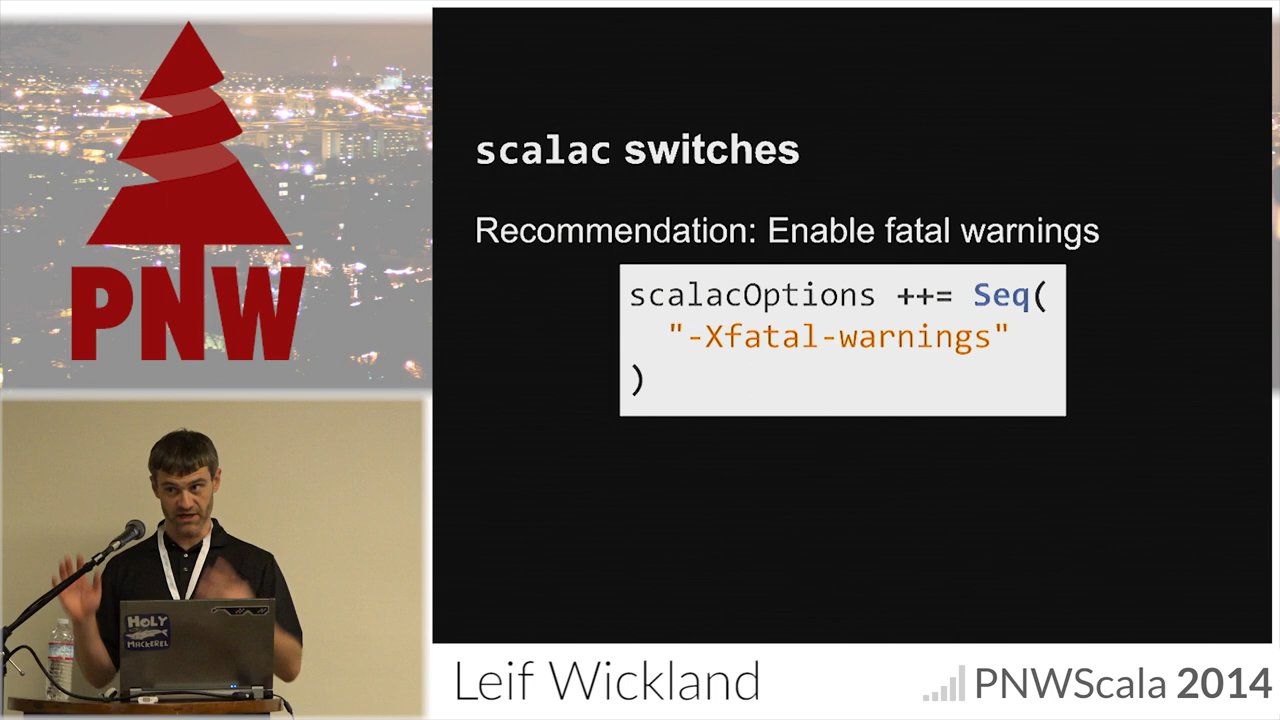 PNW
scalac switches
Recommendation: Enable fatal warnings
scalacOptions ++= Seq(
"-Xfatal-warnings"
)
HOLY
MACKEREL
Leif Wickland
PNWScala 2014